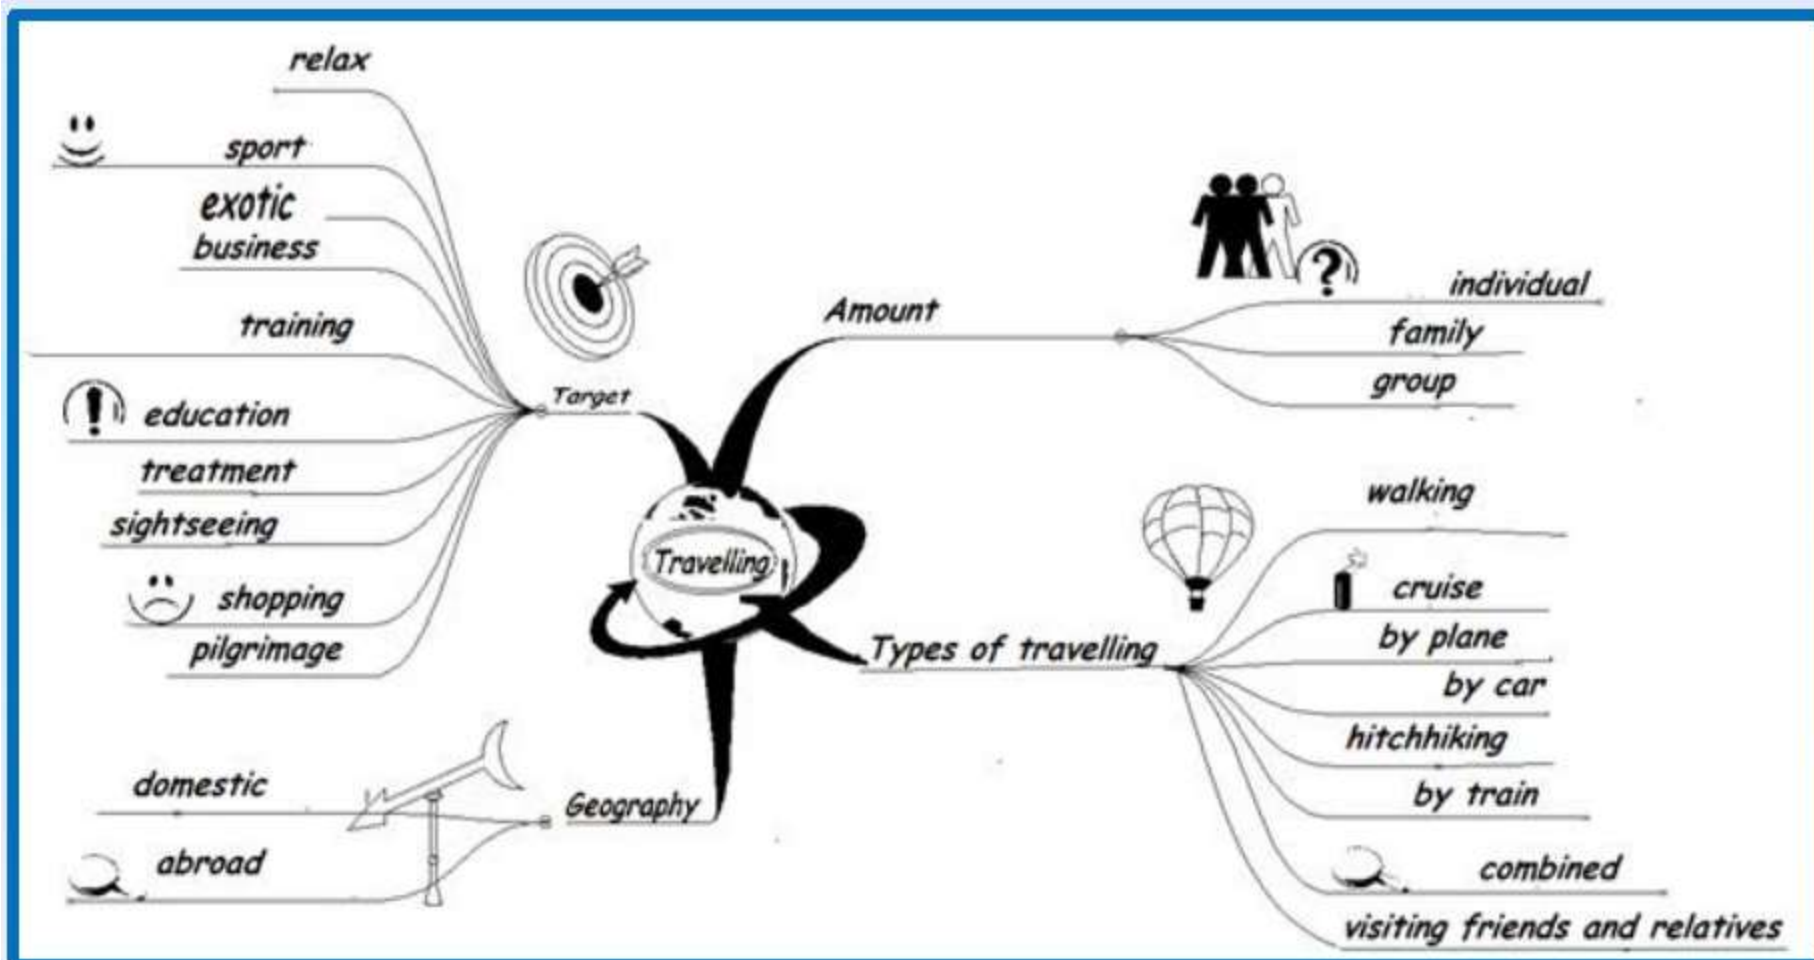 relax
sport
exotic
business
training
education
treatment
sightseeing
shopping
pilgrimage
Target
Amount
individual
family
group
Travelling
Types of travelling
walking
cruise
by plane
by car
hitchhiking
by train
combined
visiting friends and relatives
Geography
domestic
abroad